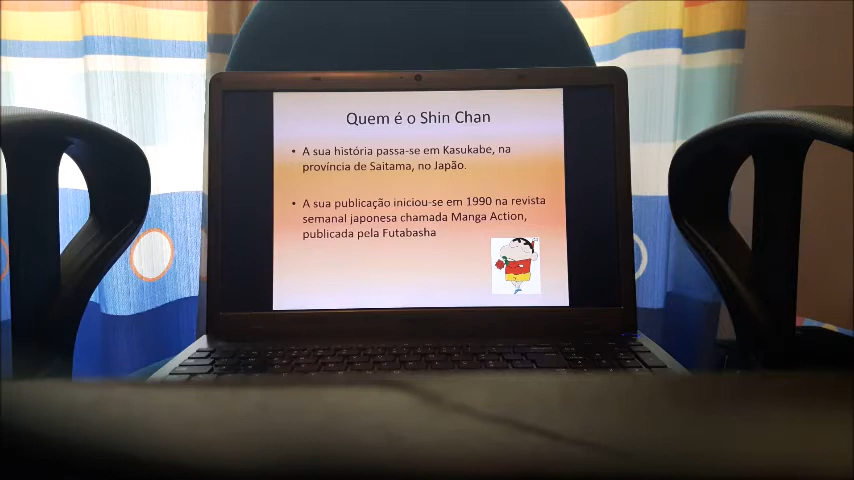 Quem é o Shin Chan
• A sua história passa-se em Kasukabe, na
província de Saitama, no Japão.
• A sua publicação iniciou-se em 1990 na revista
semanal japonesa chamada Manga Action,
publicada pela Futabasha